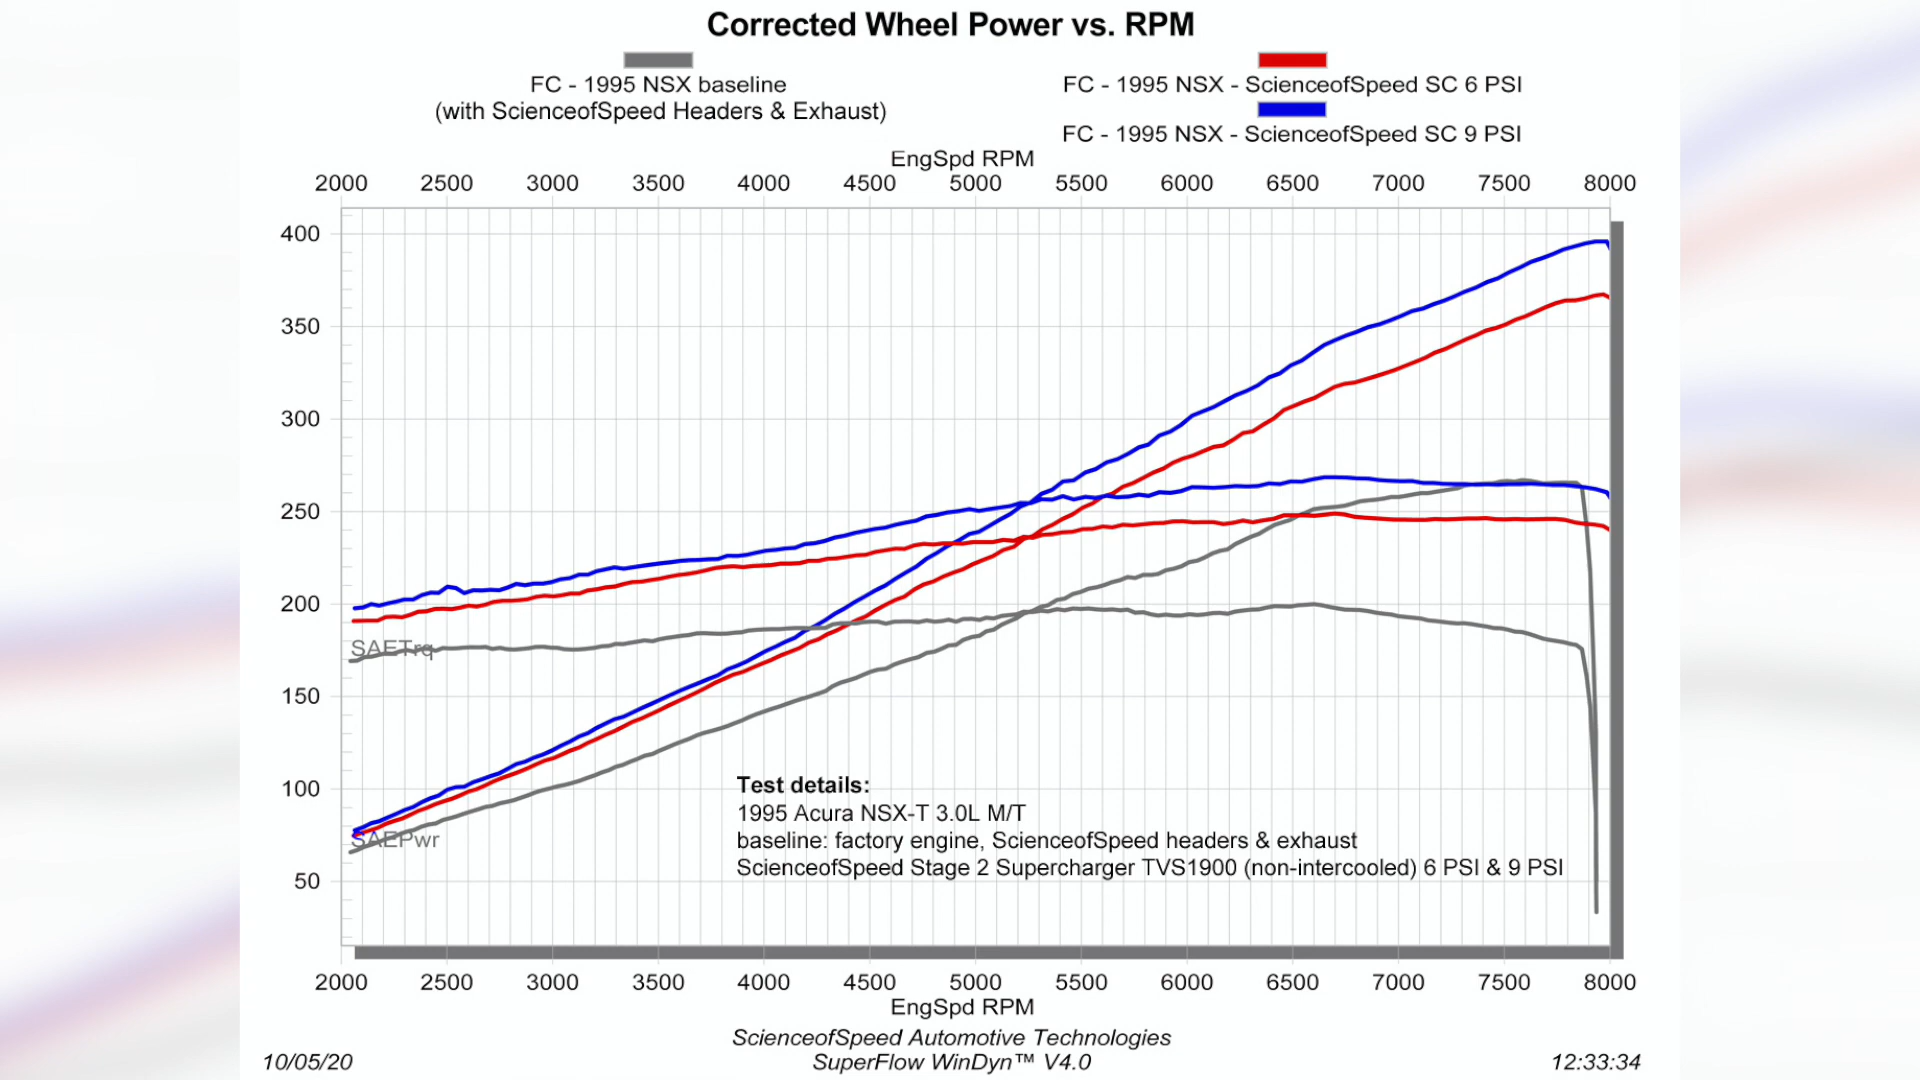 Corrected Wheel Power vs. RPM
FC - 1995 NSX baseline
(with ScienceofSpeed Headers & Exhaust)
FC - 1995 NSX - ScienceofSpeed SC 6 PSI
FC - 1995 NSX - ScienceofSpeed SC 9 PSI
EngSpd RPM
2000 2500 3000 3500 4000 4500 5000 5500 6000 6500 7000 7500 8000
400
350
300
250
200
150
100
50
SAETrq
SAEPwr
Test details:
1995 Acura NSX-T 3.0L M/T
baseline: factory engine, ScienceofSpeed headers & exhaust
ScienceofSpeed Stage 2 Supercharger TVS1900 (non-intercooled) 6 PSI & 9 PSI
2000 2500 3000 3500 4000 4500 5000 5500 6000 6500 7000 7500 8000
EngSpd RPM
ScienceofSpeed Automotive Technologies
10/05/20 SuperFlow WinDyn™ V4.0 12:33:34